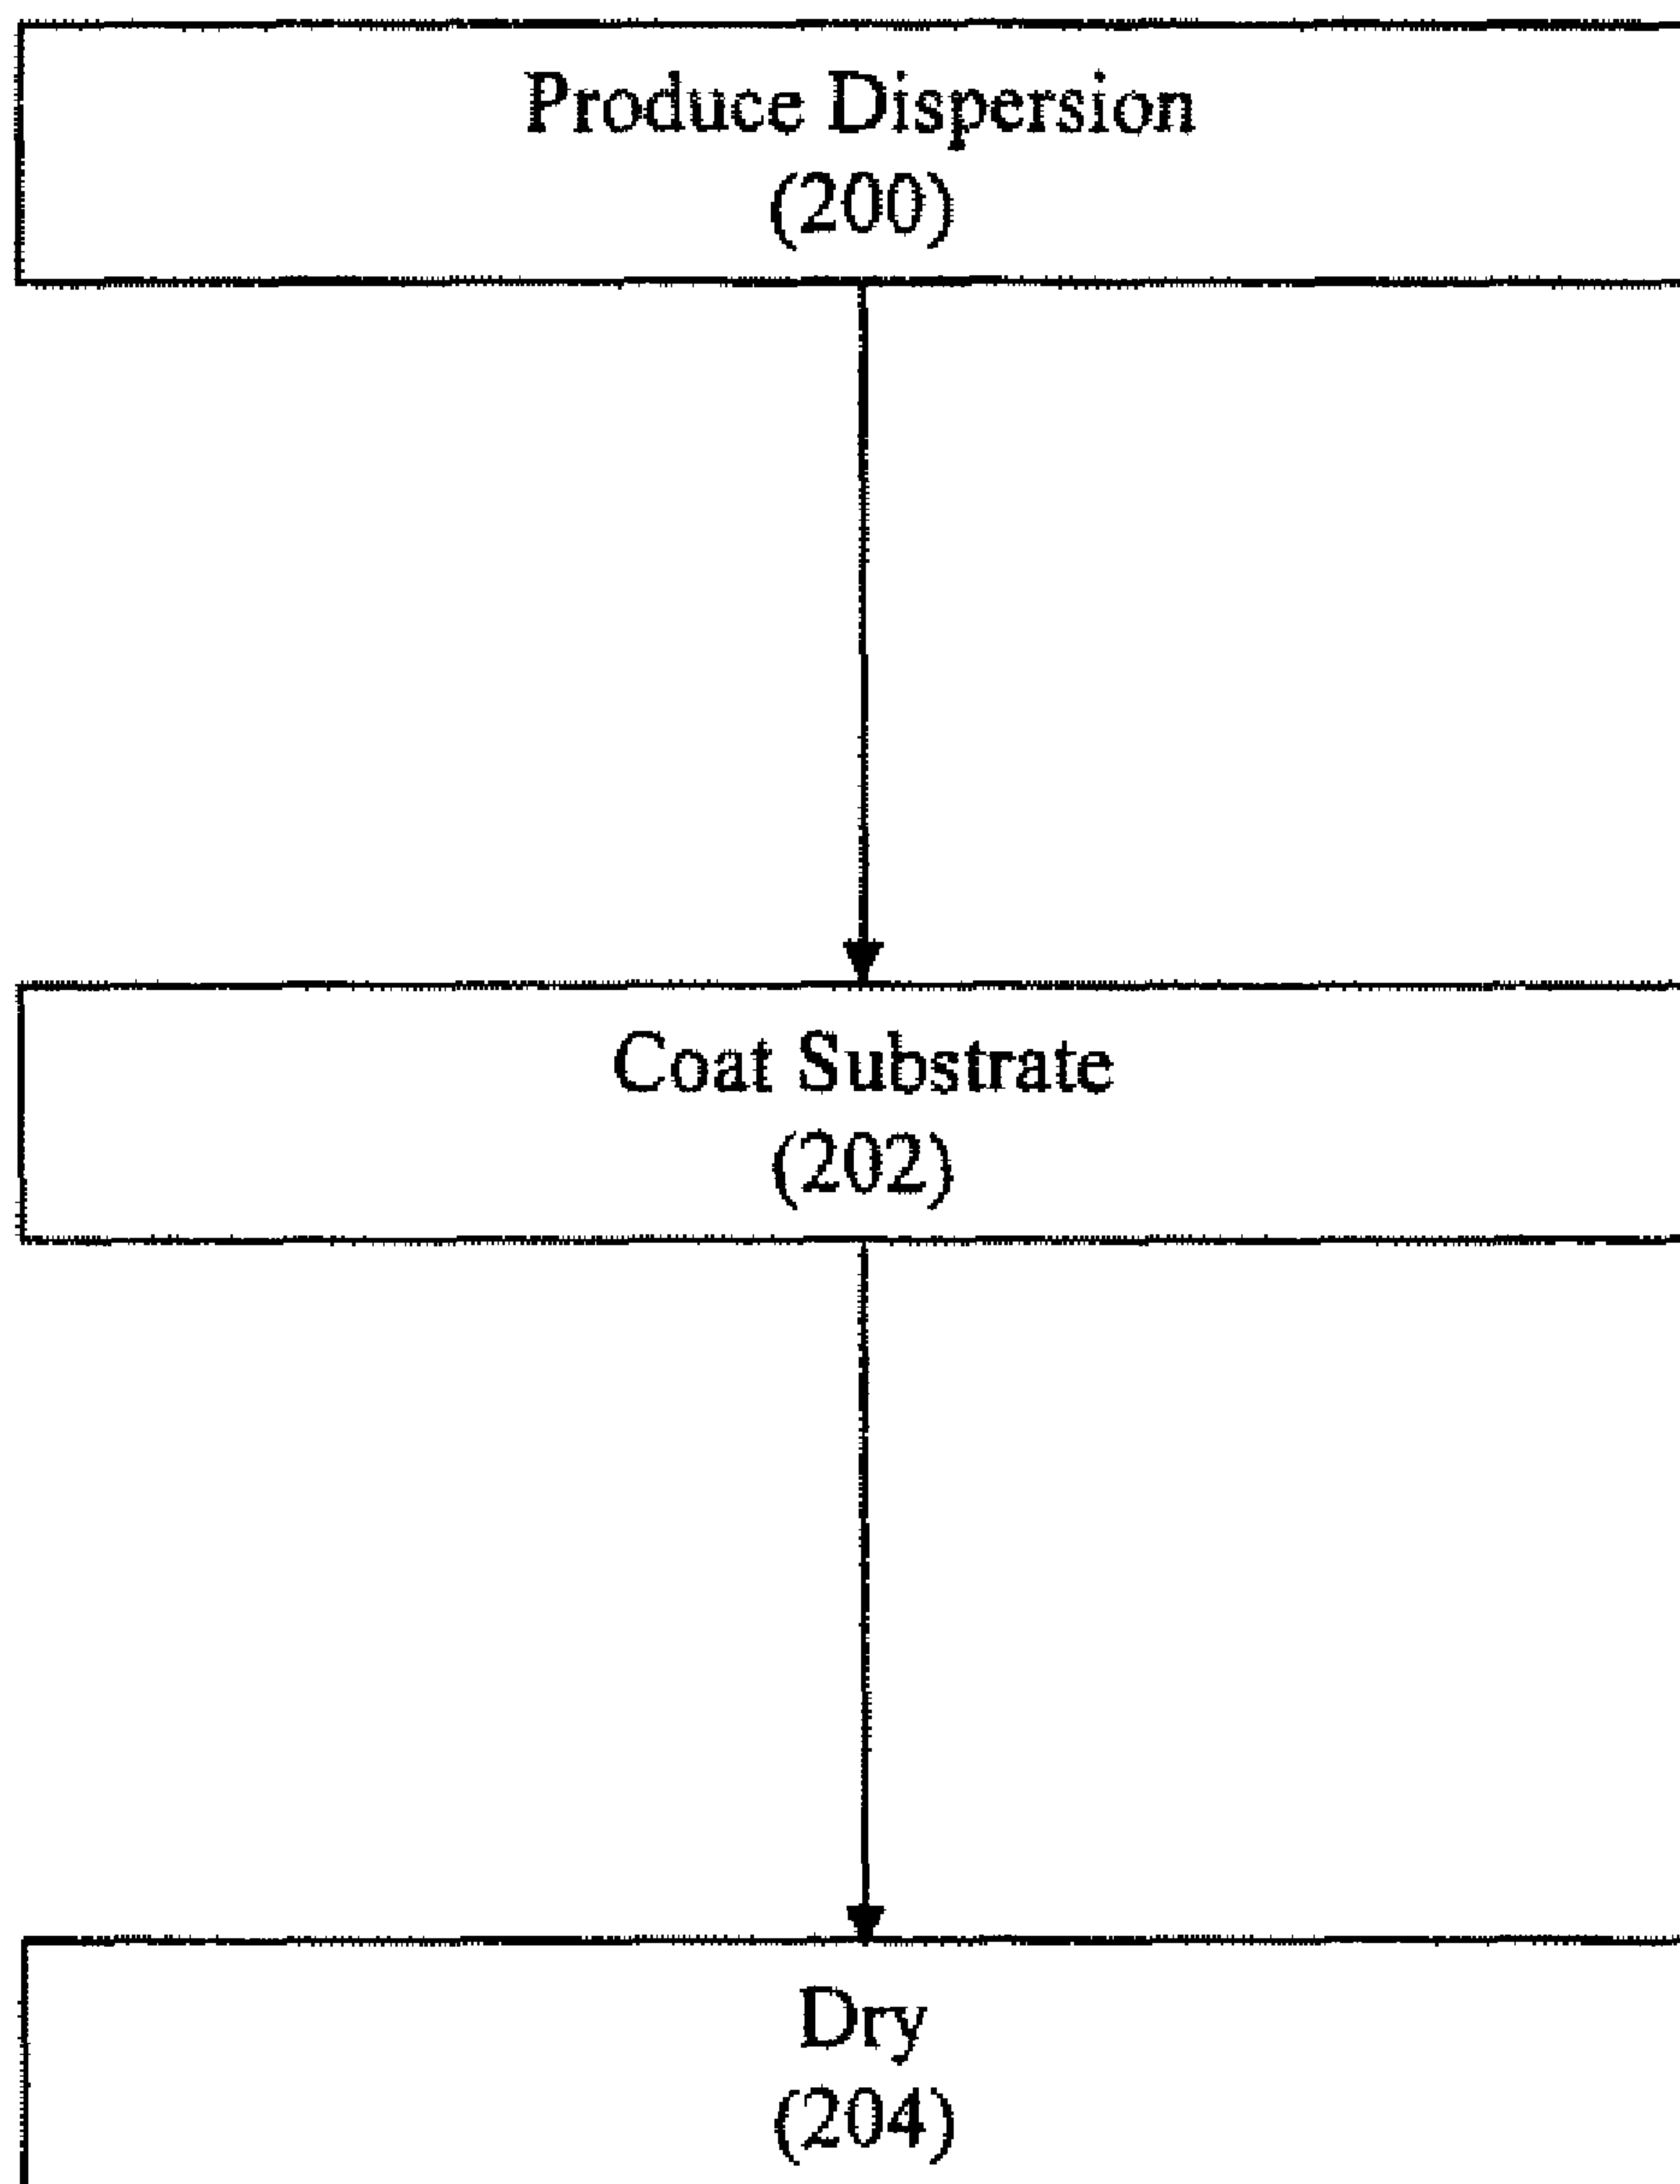 Produce Dispersion
(200)
Coat Substrate
(202)
Dry
(204)